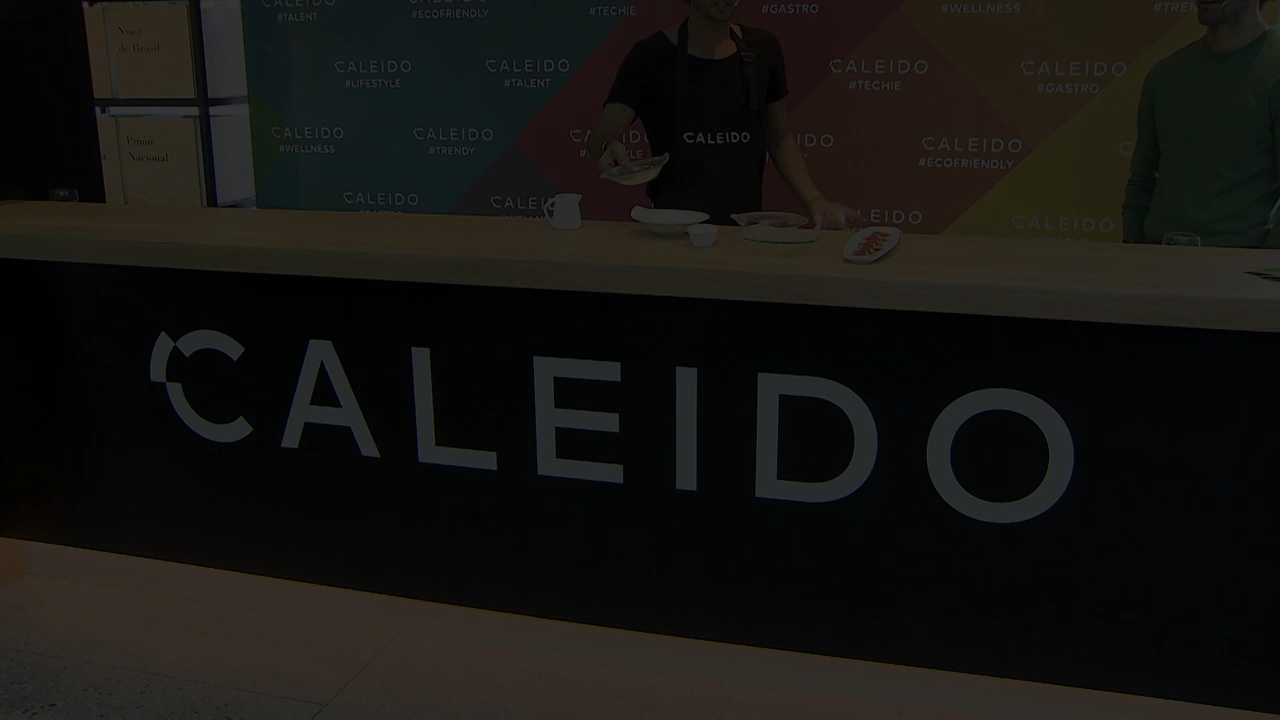 CALEIDO
#TALENT
CALEIDO
#ECOFRIENDLY
#TECHIE
#GASTRO
#WELLNESS
Nuez
de Brasil
CALEIDO
#LIFESTYLE
CALEIDO
#TALENT
CALEIDO
#TECHIE
CALEIDO
#GASTRO
Piñón
Nacional
CALEIDO
#WELLNESS
CALEIDO
#TRENDY
CALEIDO
CALEIDO
#ECOFRIENDLY
CALEIDO
CALEIDO
CALEIDO